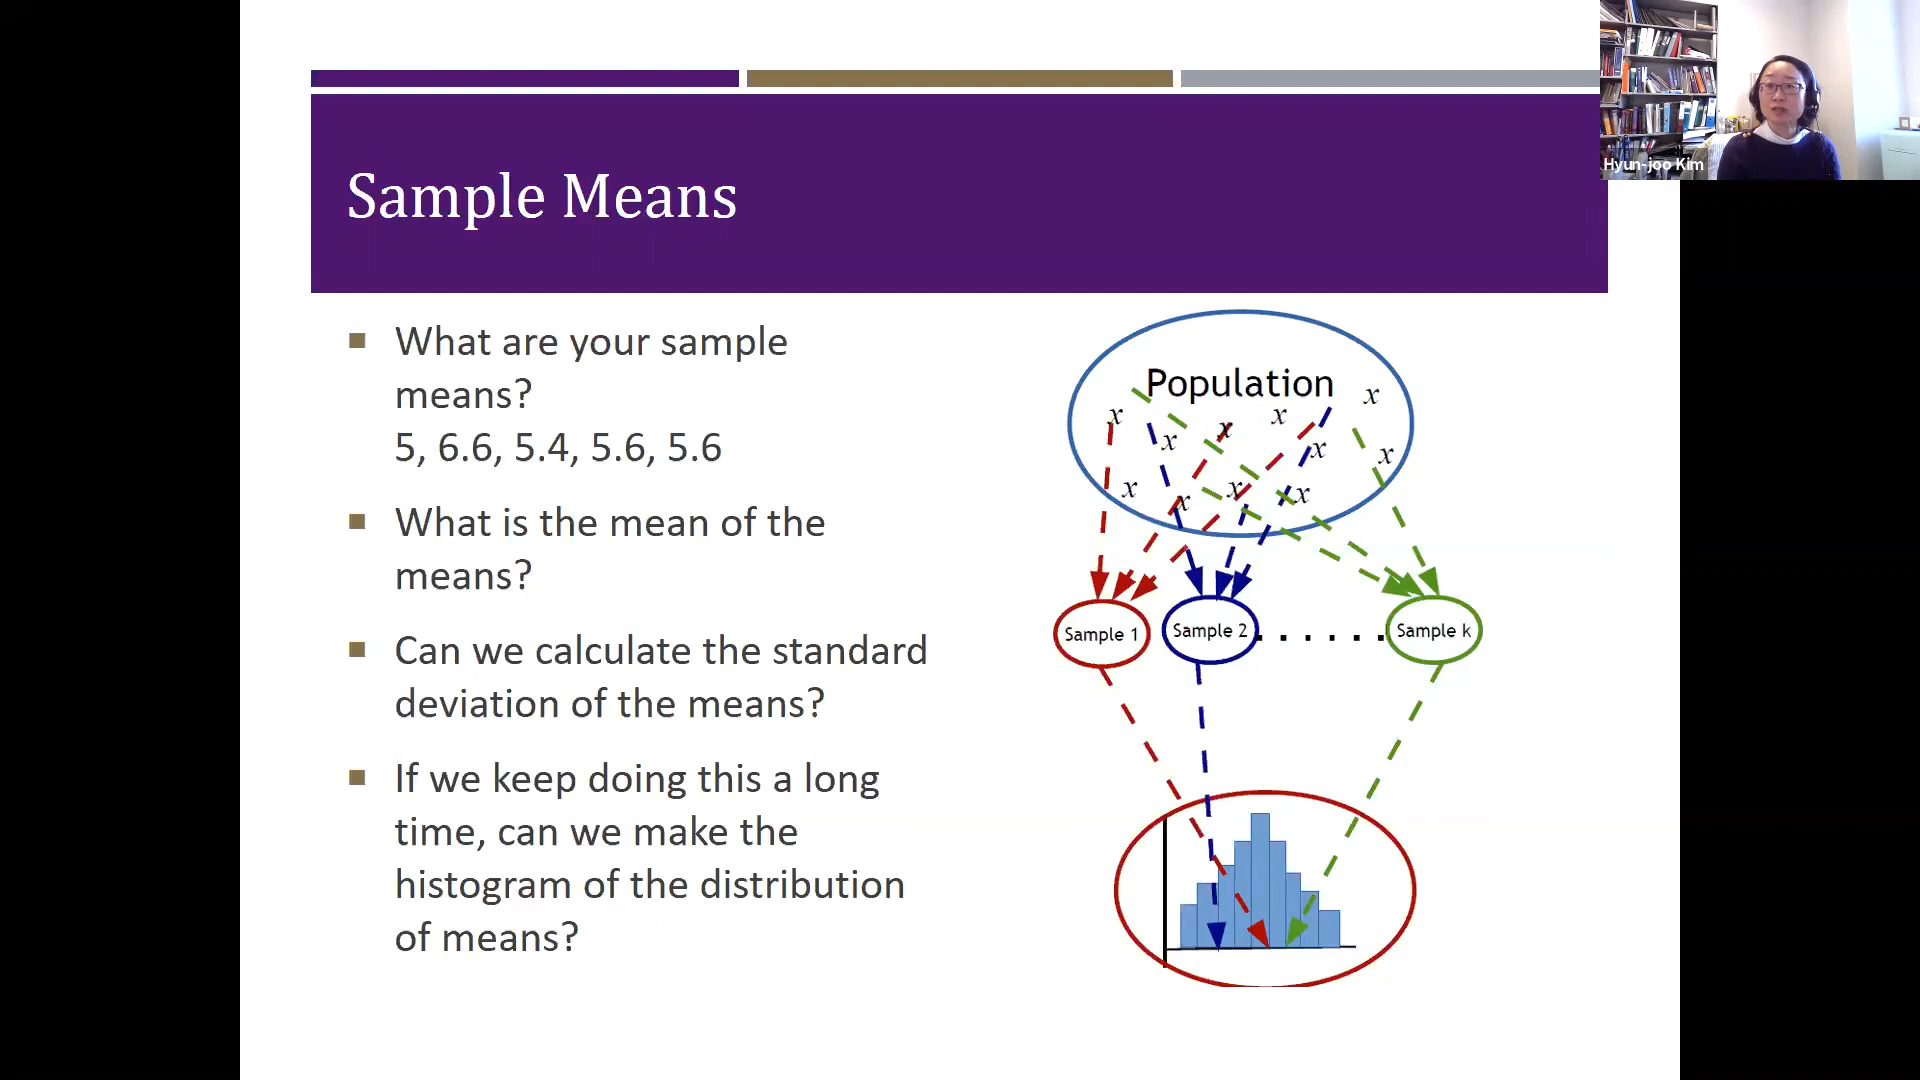 Hyun-joo Kim
Sample Means
What are your sample
means?
5, 6.6, 5.4, 5.6, 5.6
What is the mean of the
means?
Can we calculate the standard
deviation of the means?
If we keep doing this a long
time, can we make the
histogram of the distribution
of means?
Population
x
x
x
x
x
x
x
x
x
x
x
Sample 1
Sample 2
. . . . . .
Sample k